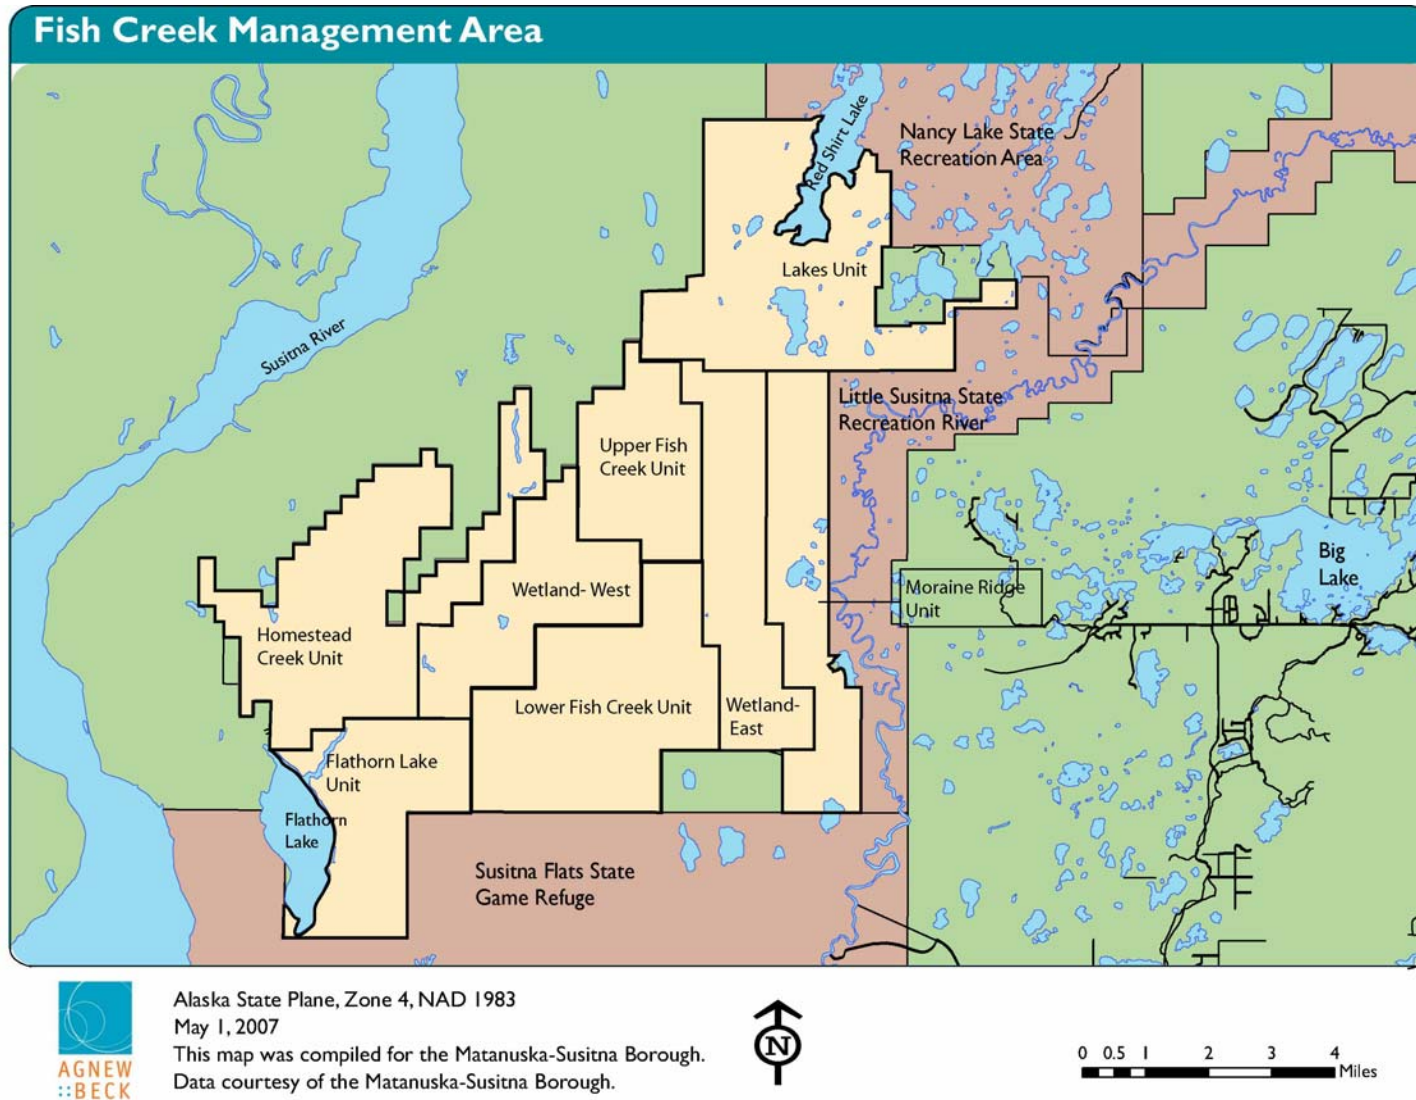 Fish Creek Management Area
Red Shirt Lake
Nancy Lake State
Recreation Area
Lakes Unit
Susitna River
Little Susitna State
Recreation River
Upper Fish
Creek Unit
Big
Lake
Wetland- West
Moraine Ridge
Unit
Homestead
Creek Unit
Lower Fish Creek Unit
Wetland-
East
Flathorn Lake
Unit
Flathorn
Lake
Susitna Flats State
Game Refuge
Alaska State Plane, Zone 4, NAD 1983
May 1, 2007
This map was compiled for the Matanuska-Susitna Borough.
Data courtesy of the Matanuska-Susitna Borough.
AGNEW
::BECK
N
0 0.5 1 2 3 4
Miles